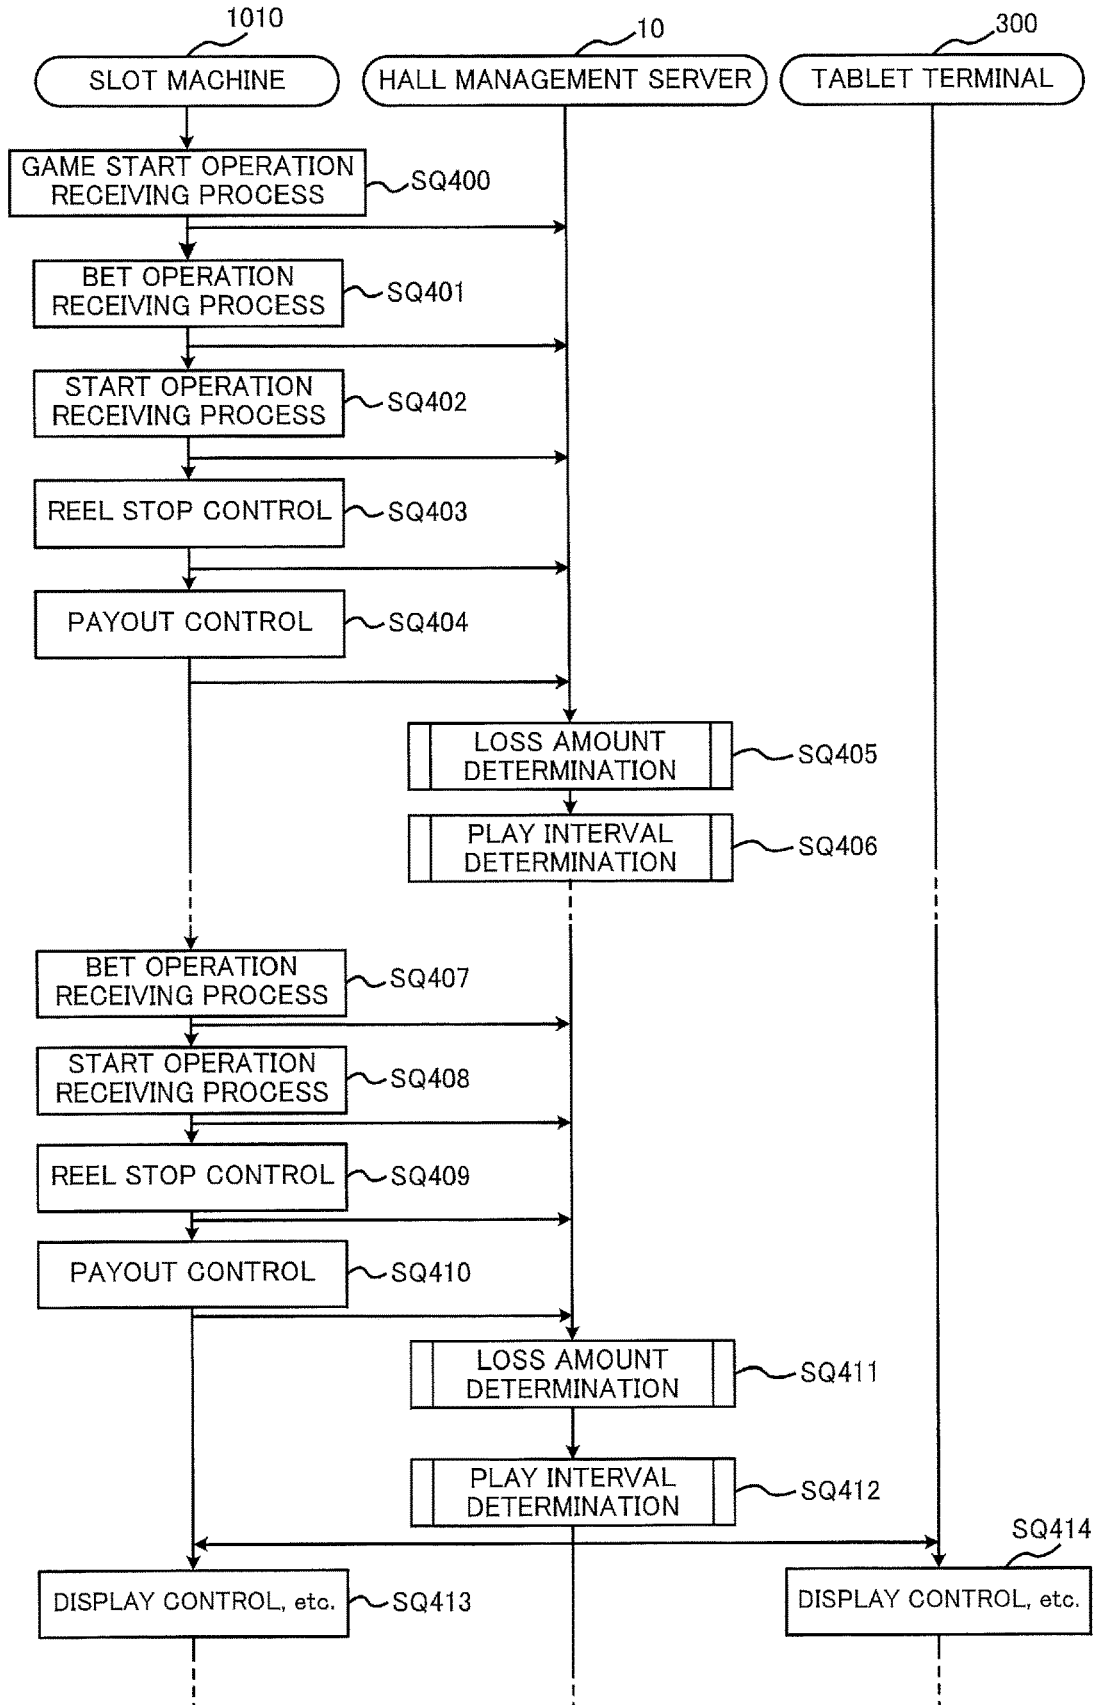 1010
10
300
SLOT MACHINE
HALL MANAGEMENT SERVER
TABLET TERMINAL
GAME START OPERATION
RECEIVING PROCESS
SQ400
BET OPERATION
RECEIVING PROCESS
SQ401
START OPERATION
RECEIVING PROCESS
SQ402
REEL STOP CONTROL
SQ403
PAYOUT CONTROL
SQ404
LOSS AMOUNT
DETERMINATION
SQ405
PLAY INTERVAL
DETERMINATION
SQ406
BET OPERATION
RECEIVING PROCESS
SQ407
START OPERATION
RECEIVING PROCESS
SQ408
REEL STOP CONTROL
SQ409
PAYOUT CONTROL
SQ410
LOSS AMOUNT
DETERMINATION
SQ411
PLAY INTERVAL
DETERMINATION
SQ412
SQ414
DISPLAY CONTROL, etc.
SQ413
DISPLAY CONTROL, etc.